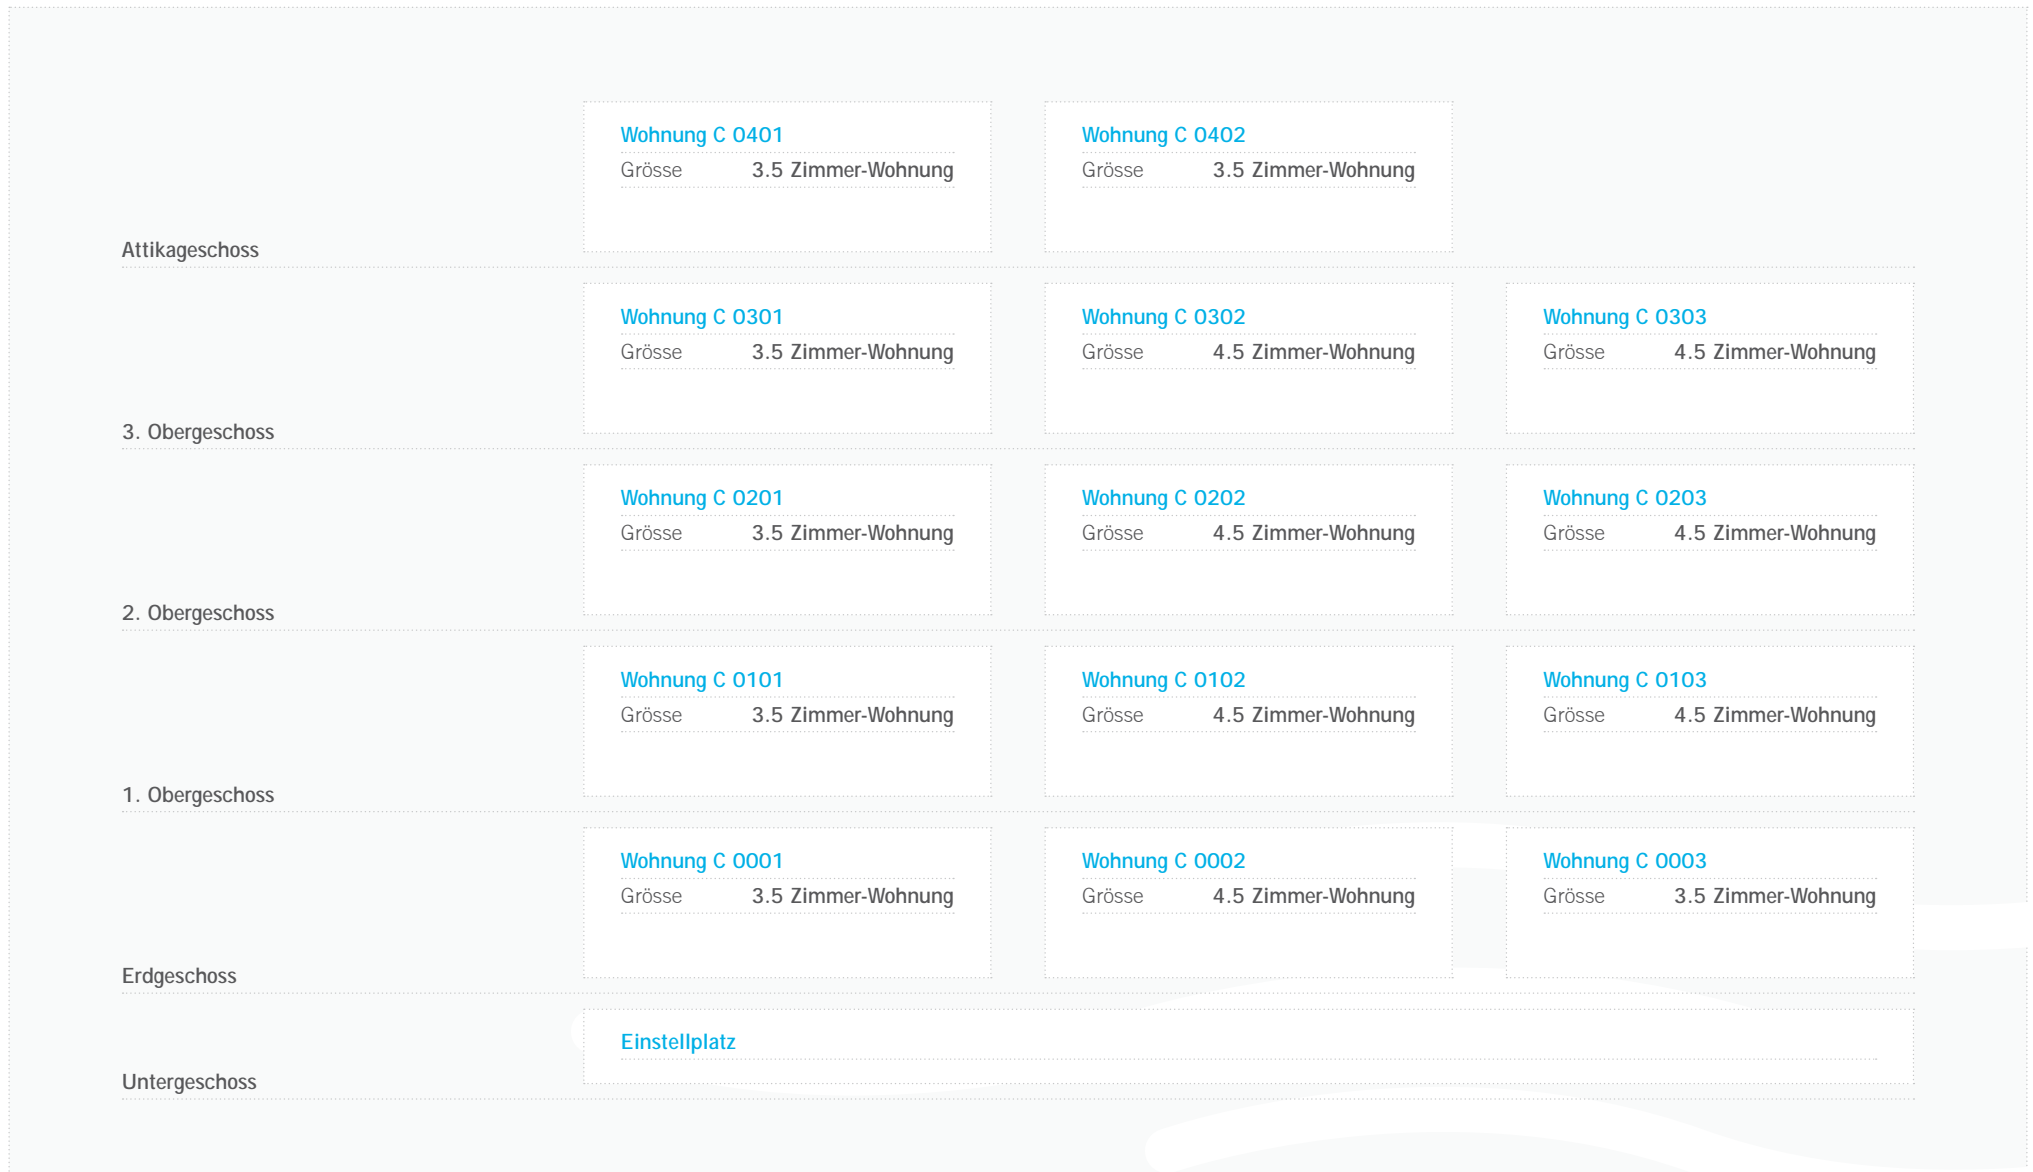 Wohnung C 0401
Grösse 3.5 Zimmer-Wohnung
Wohnung C 0402
Grösse 3.5 Zimmer-Wohnung
Attikageschoss
Wohnung C 0301
Grösse 3.5 Zimmer-Wohnung
Wohnung C 0302
Grösse 4.5 Zimmer-Wohnung
Wohnung C 0303
Grösse 4.5 Zimmer-Wohnung
3. Obergeschoss
Wohnung C 0201
Grösse 3.5 Zimmer-Wohnung
Wohnung C 0202
Grösse 4.5 Zimmer-Wohnung
Wohnung C 0203
Grösse 4.5 Zimmer-Wohnung
2. Obergeschoss
Wohnung C 0101
Grösse 3.5 Zimmer-Wohnung
Wohnung C 0102
Grösse 4.5 Zimmer-Wohnung
Wohnung C 0103
Grösse 4.5 Zimmer-Wohnung
1. Obergeschoss
Wohnung C 0001
Grösse 3.5 Zimmer-Wohnung
Wohnung C 0002
Grösse 4.5 Zimmer-Wohnung
Wohnung C 0003
Grösse 3.5 Zimmer-Wohnung
Erdgeschoss
Einstellplatz
Untergeschoss